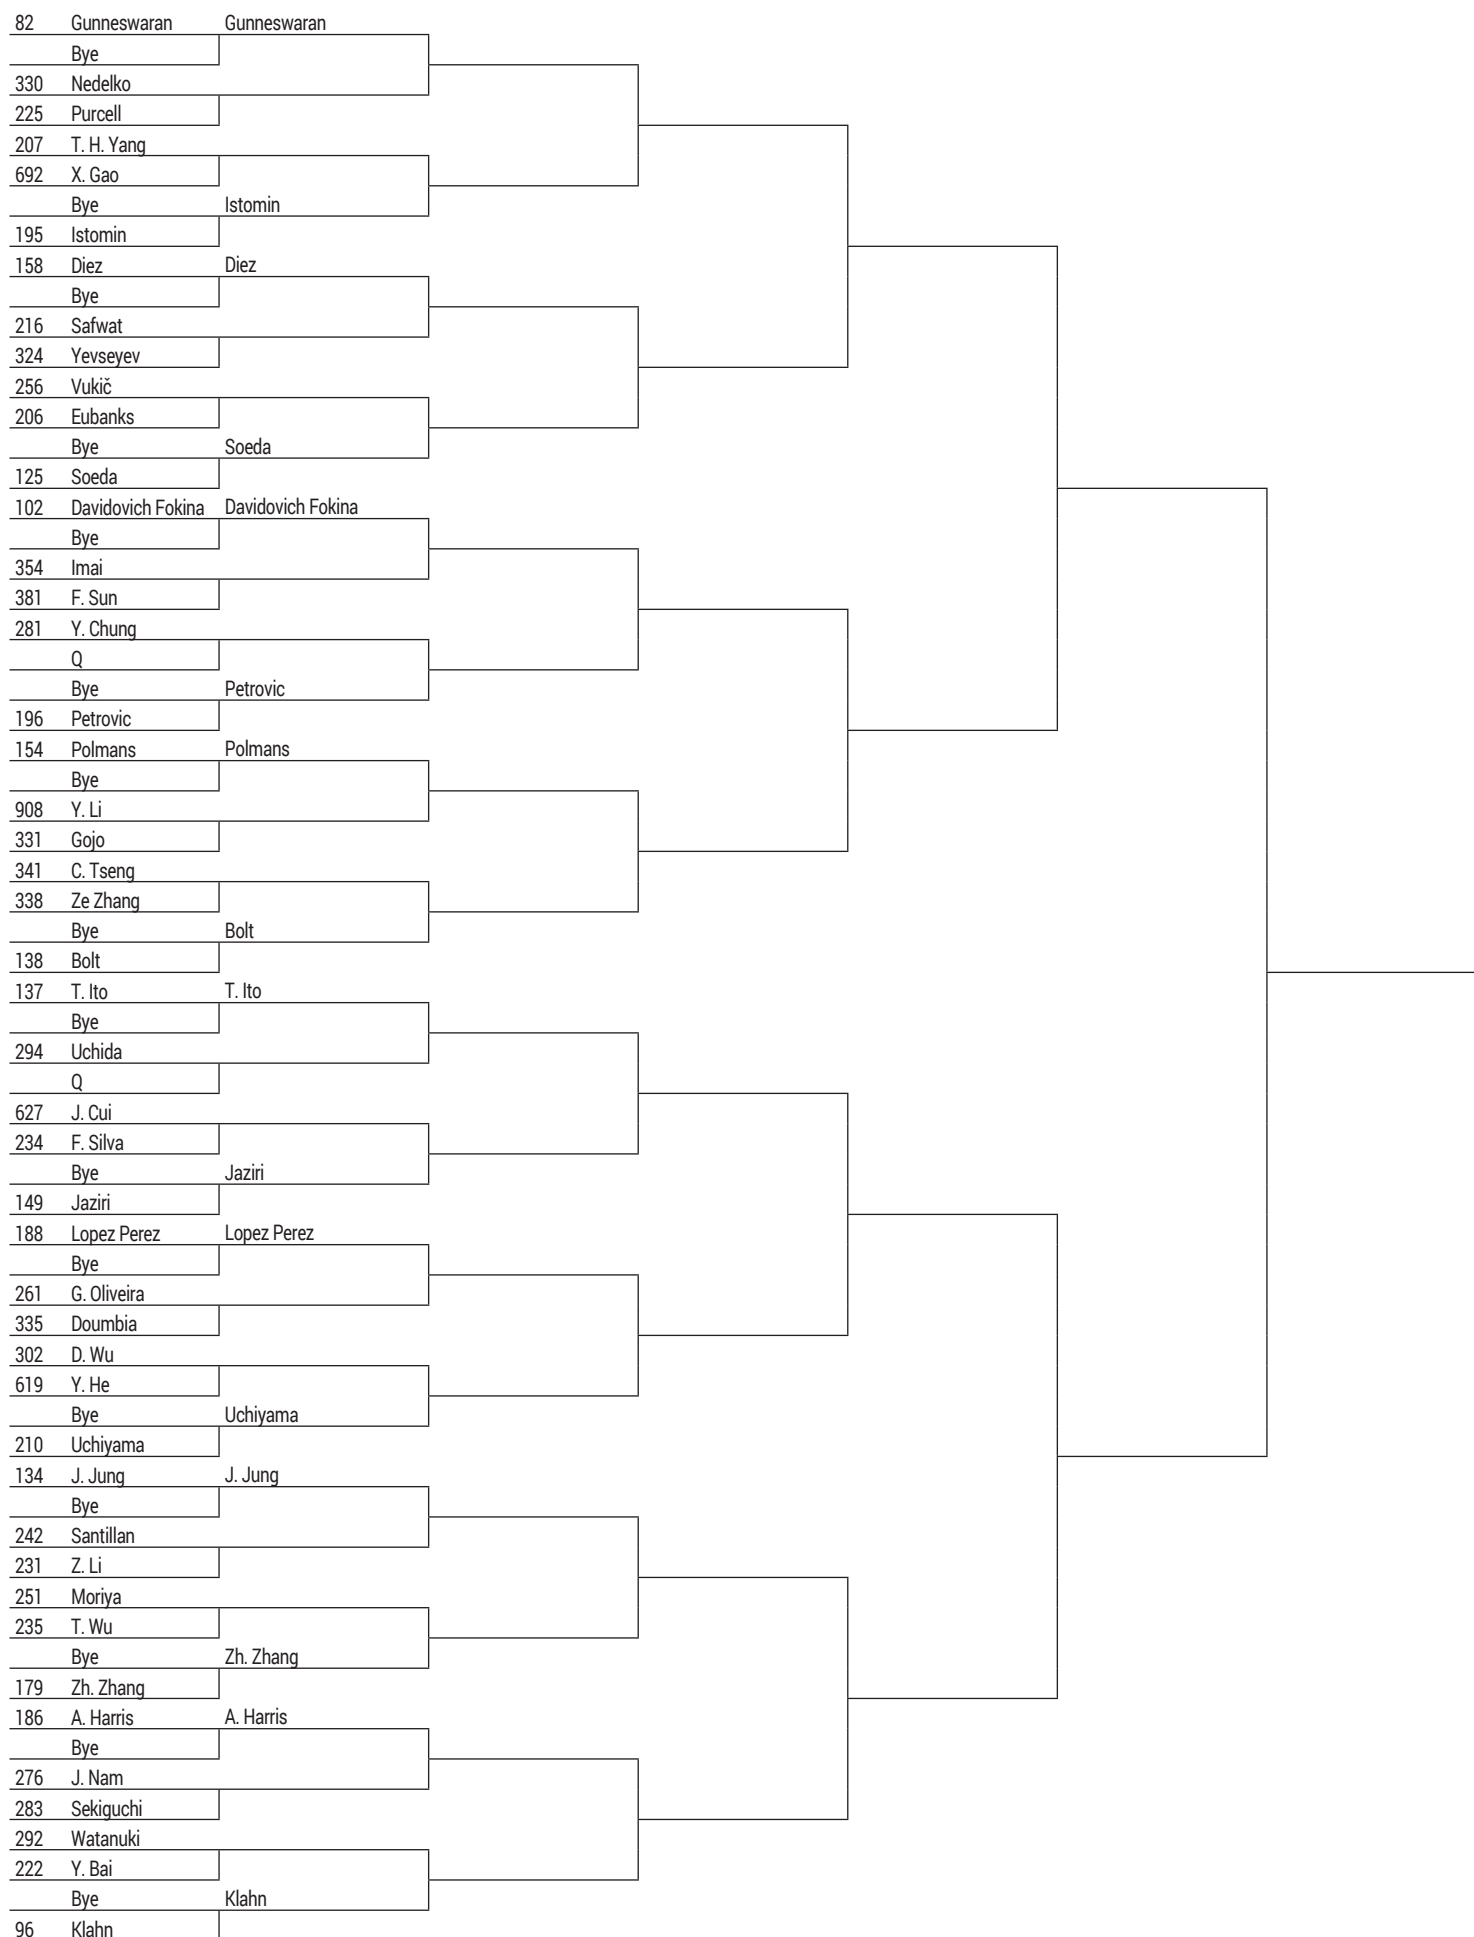 82 Gunneswaran Gunneswaran
Bye
330 Nedelko
225 Purcell
207 T. H. Yang
692 X. Gao
Bye Istomin
195 Istomin
158 Diez Diez
Bye
216 Safwat
324 Yevseyev
256 Vukič
206 Eubanks
Bye Soeda
125 Soeda
102 Davidovich Fokina Davidovich Fokina
Bye
354 Imai
381 F. Sun
281 Y. Chung
Q
Bye Petrovic
196 Petrovic
154 Polmans Polmans
Bye
908 Y. Li
331 Gojo
341 C. Tseng
338 Ze Zhang
Bye Bolt
138 Bolt
137 T. Ito T. Ito
Bye
294 Uchida
Q
627 J. Cui
234 F. Silva
Bye Jaziri
149 Jaziri
188 Lopez Perez Lopez Perez
Bye
261 G. Oliveira
335 Doumbia
302 D. Wu
619 Y. He
Bye Uchiyama
210 Uchiyama
134 J. Jung J. Jung
Bye
242 Santillan
231 Z. Li
251 Moriya
235 T. Wu
Bye Zh. Zhang
179 Zh. Zhang
186 A. Harris A. Harris
Bye
276 J. Nam
283 Sekiguchi
292 Watanuki
222 Y. Bai
Bye Klahn
96 Klahn